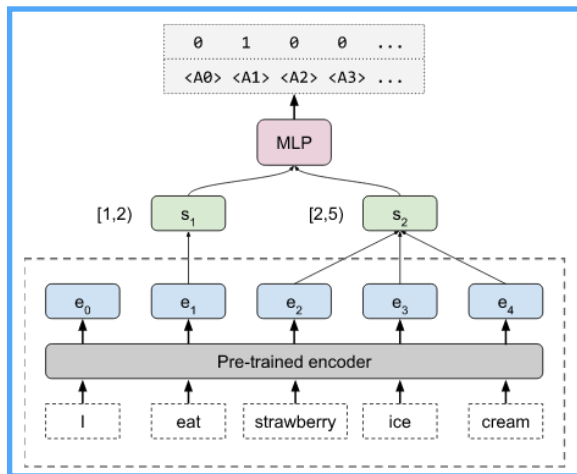 0 1 0 0 ...
<A0> <A1> <A2> <A3> ...
MLP
[1,2) s₁ [2,5) s₂
e₀ e₁ e₂ e₃ e₄
Pre-trained encoder
I eat strawberry ice cream